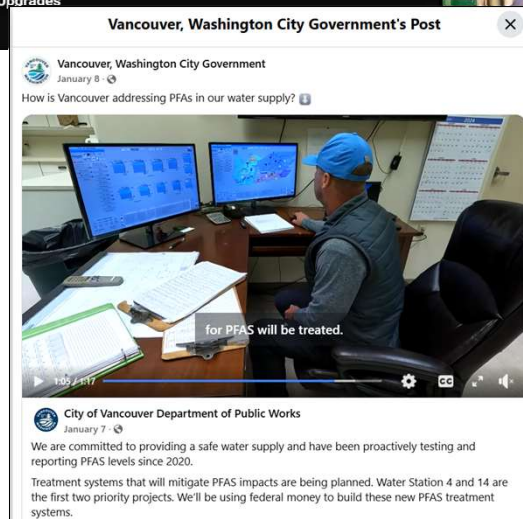 Upgrades
Vancouver, Washington City Government's Post
Vancouver, Washington City Government
January 8 ·
How is Vancouver addressing PFAs in our water supply?
2024
for PFAS will be treated.
1:05 / 1:17
CC
City of Vancouver Department of Public Works
January 7 ·
We are committed to providing a safe water supply and have been proactively testing and
reporting PFAS levels since 2020.
Treatment systems that will mitigate PFAS impacts are being planned. Water Station 4 and 14 are
the first two priority projects. We'll be using federal money to build these new PFAS treatment
systems.